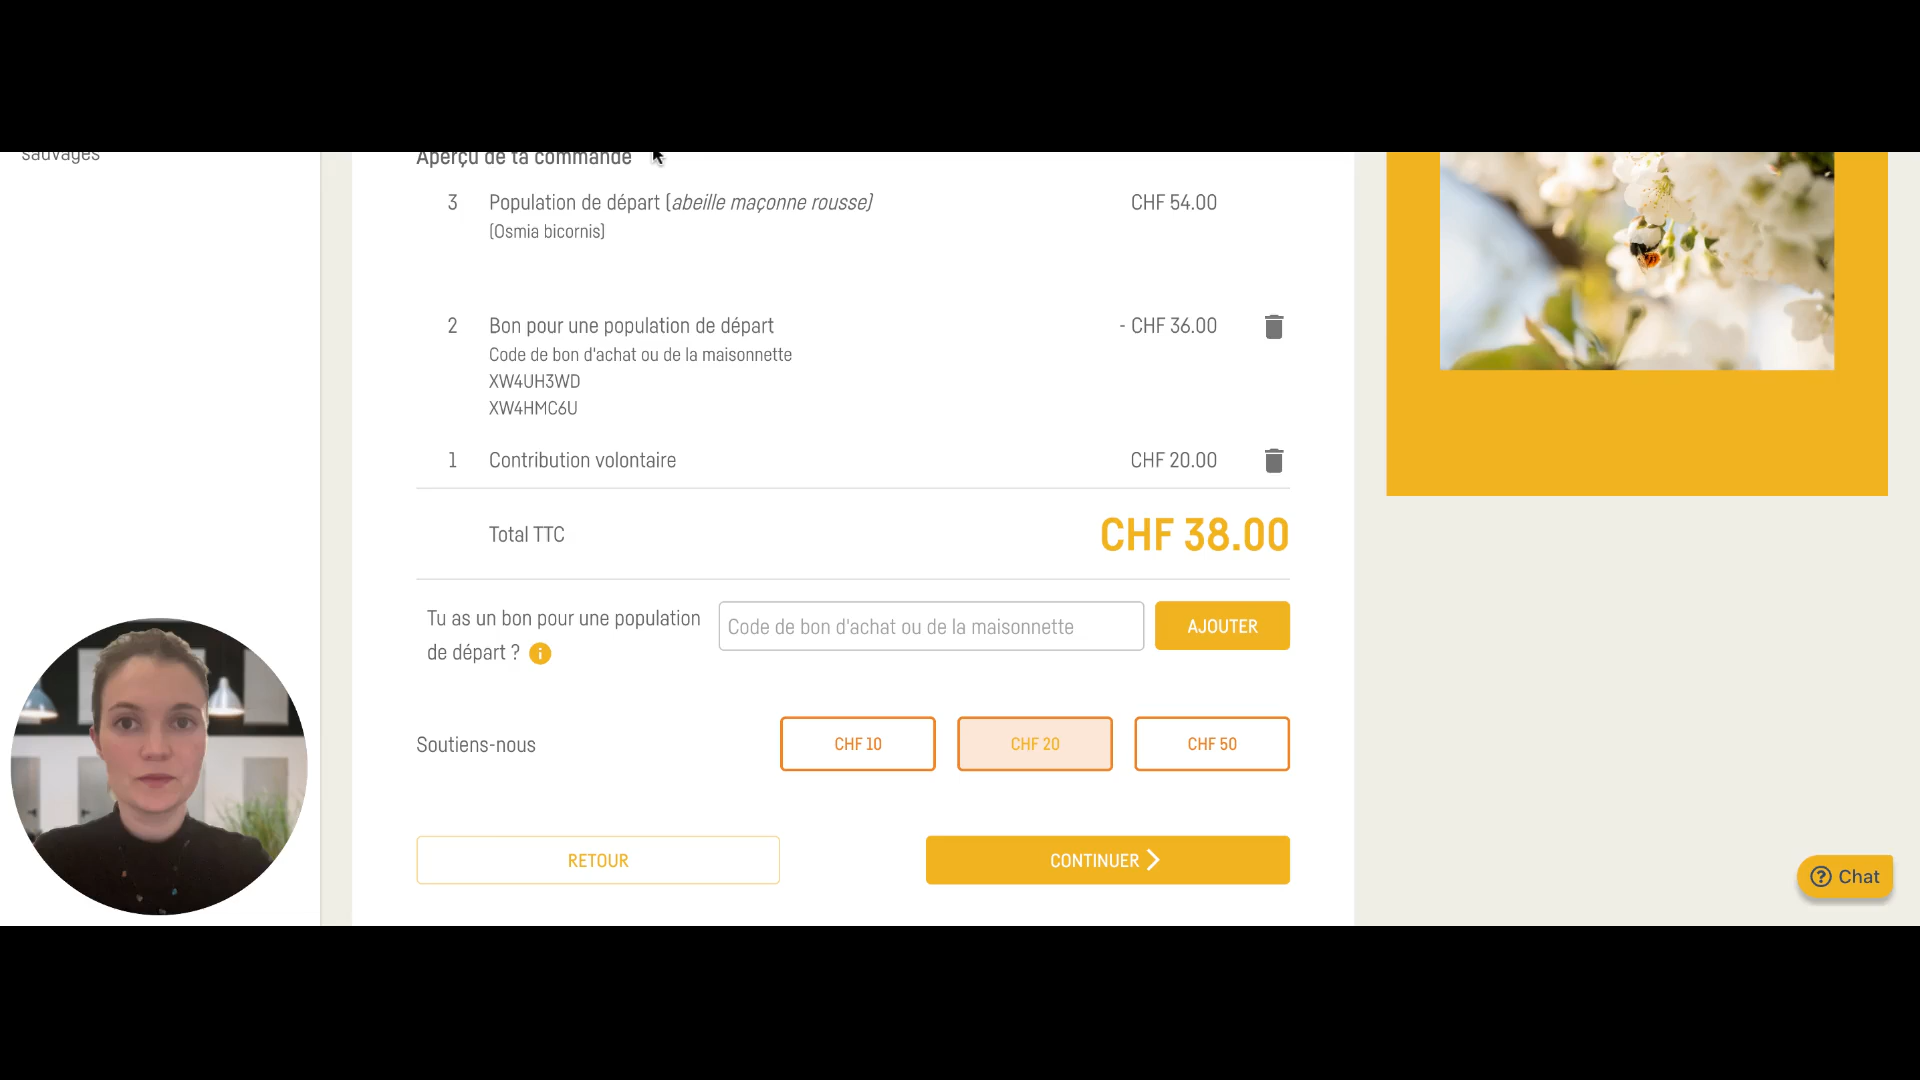 sauvages
Aperçu de ta commande
3 Population de départ (abeille maçonne rousse) CHF 54.00
(Osmia bicornis)
2 Bon pour une population de départ - CHF 36.00
Code de bon d'achat ou de la maisonnette
XW4UH3WD
XW4HMC6U
1 Contribution volontaire CHF 20.00
Total TTC CHF 38.00
Tu as un bon pour une population
de départ ? i
Code de bon d'achat ou de la maisonnette
AJOUTER
Soutiens-nous
CHF 10
CHF 20
CHF 50
RETOUR
CONTINUER
? Chat